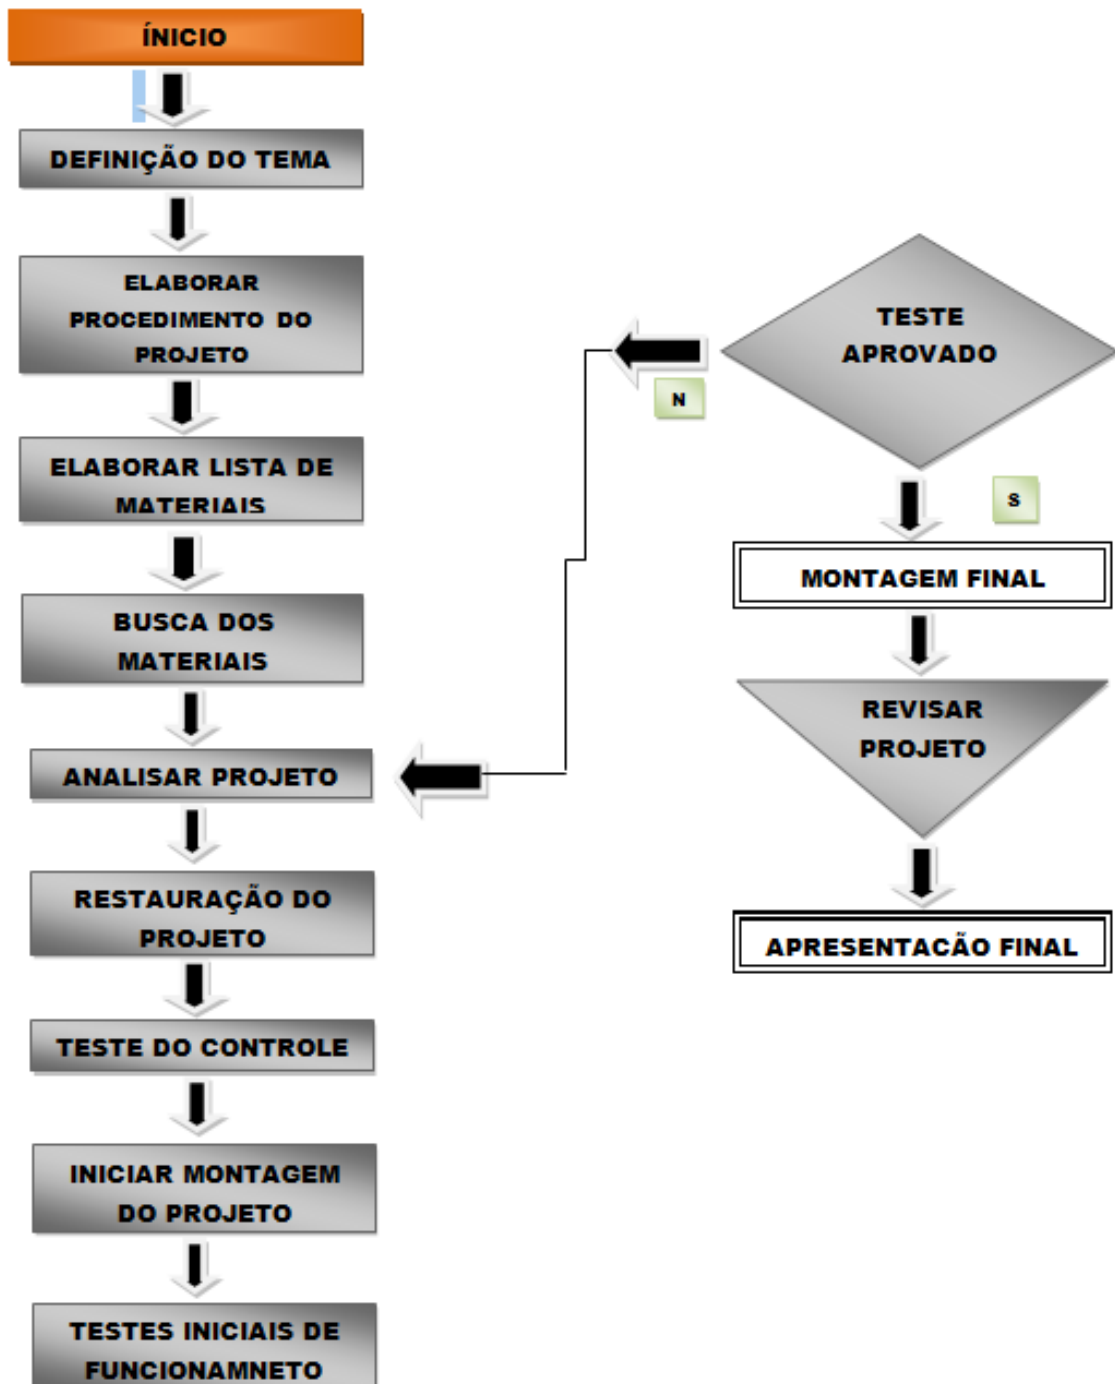 ÍNICIO
DEFINIÇÃO DO TEMA
ELABORAR
PROCEDIMENTO DO
PROJETO
ELABORAR LISTA DE
MATERIAIS
BUSCA DOS
MATERIAIS
ANALISAR PROJETO
RESTAURAÇÃO DO
PROJETO
TESTE DO CONTROLE
INICIAR MONTAGEM
DO PROJETO
TESTES INICIAIS DE
FUNCIONAMNETO
TESTE
APROVADO
N
S
MONTAGEM FINAL
REVISAR
PROJETO
APRESENTACÃO FINAL